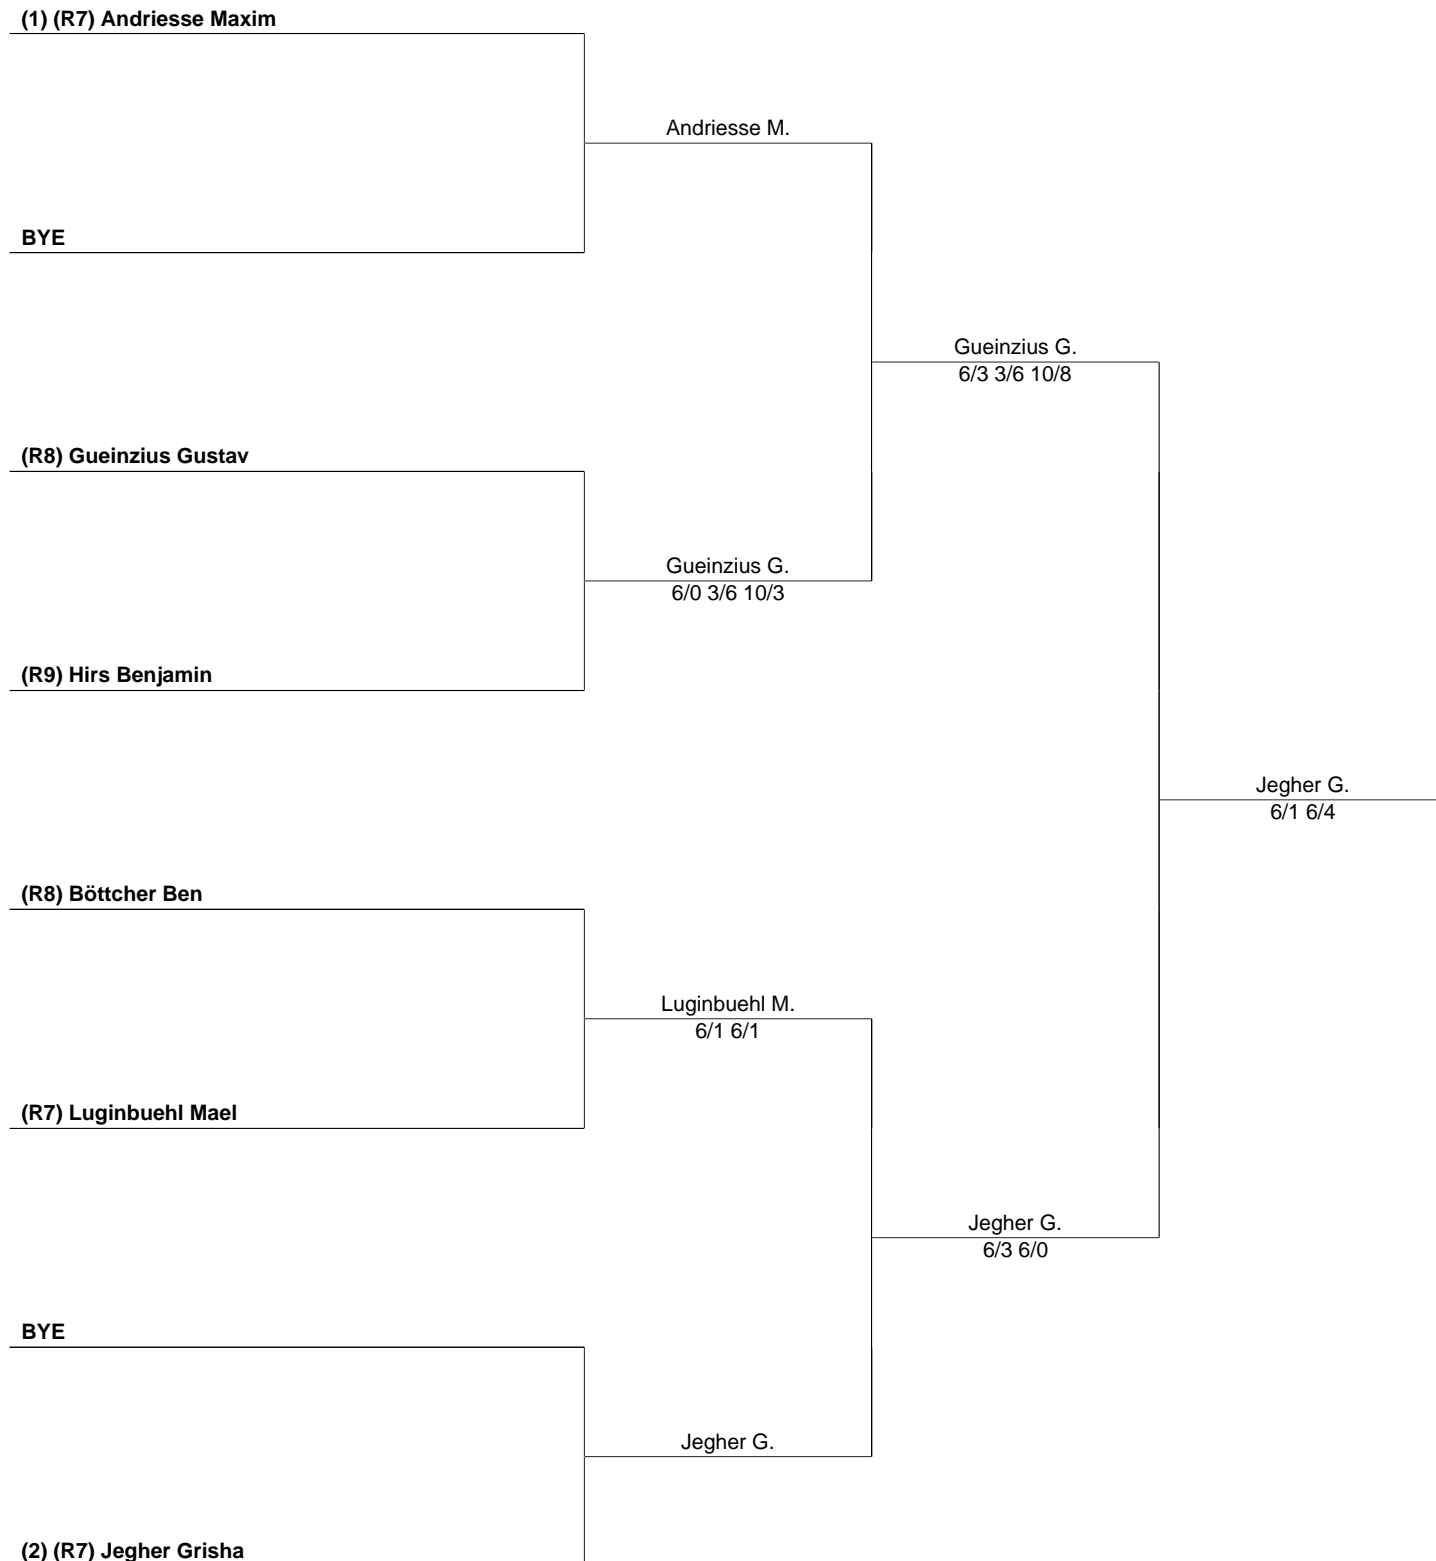 (1) (R7) Andriesse Maxim
Andriesse M.
BYE
Gueinzius G.
6/3 3/6 10/8
(R8) Gueinzius Gustav
Gueinzius G.
6/0 3/6 10/3
(R9) Hirs Benjamin
Jegher G.
6/1 6/4
(R8) Böttcher Ben
Luginbuehl M.
6/1 6/1
(R7) Luginbuehl Mael
Jegher G.
6/3 6/0
BYE
Jegher G.
(2) (R7) Jegher Grisha